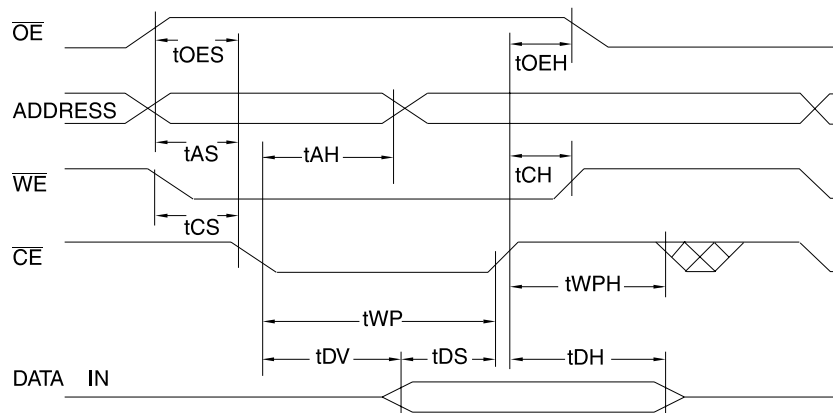 OE
tOES
tOEH
ADDRESS
tAS
tAH
WE
tCH
tCS
CE
tWPH
tWP
tDV
tDS
tDH
DATA IN